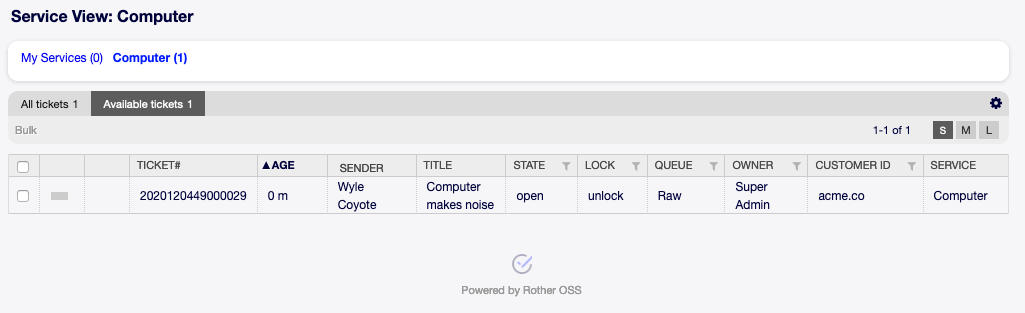 Service View: Computer
My Services (0) Computer (1)
All tickets 1 Available tickets 1
Bulk 1-1 of 1 S M L
TICKET# ▲AGE SENDER TITLE STATE LOCK QUEUE OWNER CUSTOMER ID SERVICE
2020120449000029 0 m Wyle Coyote Computer makes noise open unlock Raw Super Admin acme.co Computer
Powered by Rother OSS